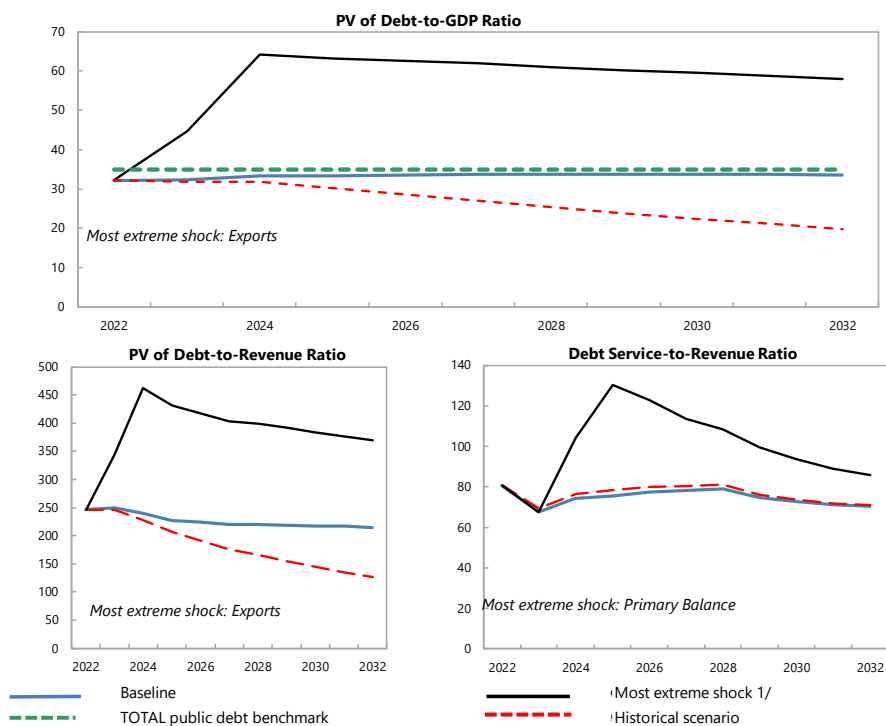 PV of Debt-to-GDP Ratio
70
60
50
40
30
20
10
0
Most extreme shock: Exports
2022 2024 2026 2028 2030 2032
PV of Debt-to-Revenue Ratio
500
450
400
350
300
250
200
150
100
50
0
Most extreme shock: Exports
2022 2024 2026 2028 2030 2032
Debt Service-to-Revenue Ratio
140
120
100
80
60
40
20
0
Most extreme shock: Primary Balance
2022 2024 2026 2028 2030 2032
Baseline
Most extreme shock 1/
TOTAL public debt benchmark
Historical scenario